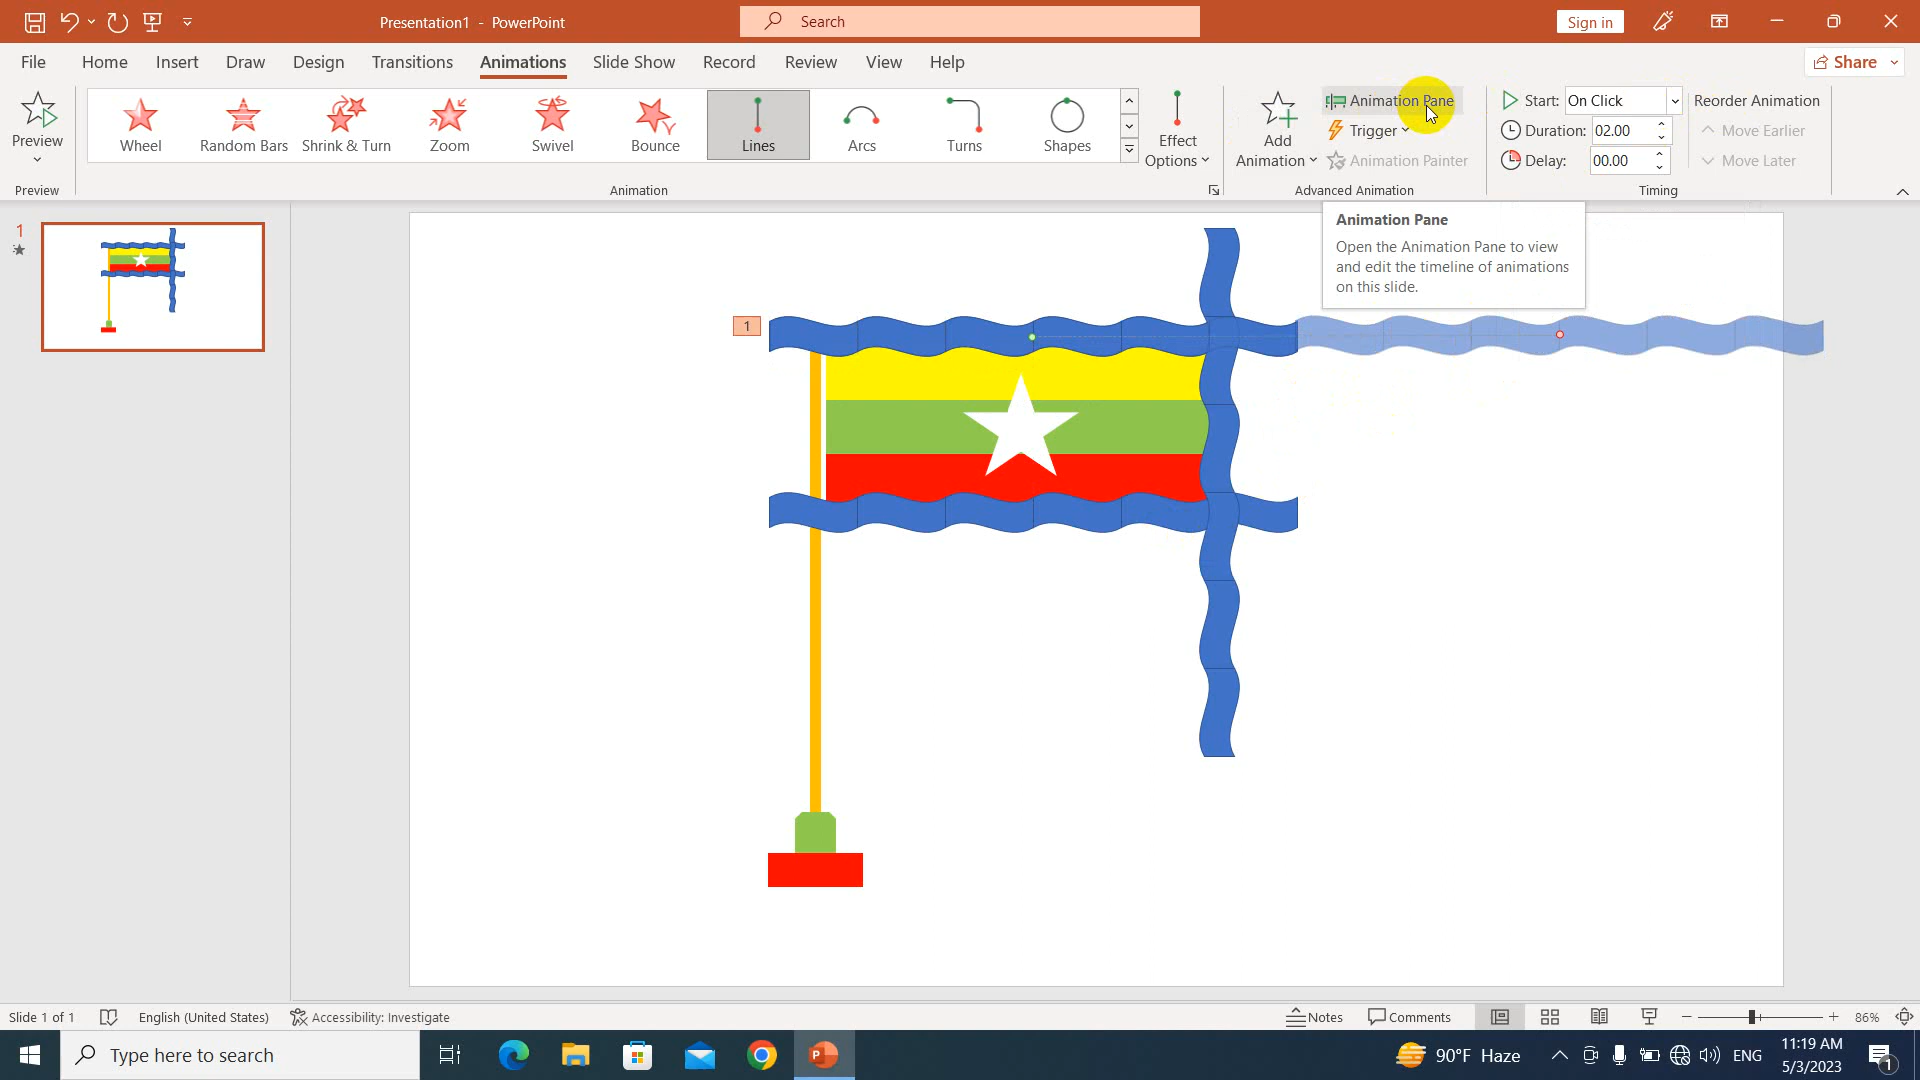 Presentation1 - PowerPoint
Search
Sign in
File Home Insert Draw Design Transitions Animations Slide Show Record Review View Help
Share
Preview
Wheel Random Bars Shrink & Turn Zoom Swivel Bounce Lines Arcs Turns Shapes
Effect Options
Add Animation
Animation Pane
Trigger
Animation Painter
Start: On Click
Duration: 02.00
Delay: 00.00
Reorder Animation
Move Earlier
Move Later
Preview
Animation
Advanced Animation
Timing
1
Animation Pane
Open the Animation Pane to view
and edit the timeline of animations
on this slide.
1
Slide 1 of 1 English (United States) Accessibility: Investigate
Notes Comments 86%
Type here to search
90°F Haze
ENG
11:19 AM
5/3/2023
1